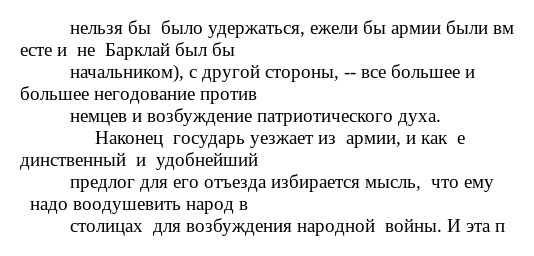 нельзя бы  было удержаться, ежели бы армии были вм
есте и  не  Барклай был бы
начальником), с другой стороны, -- все большее и
большее негодование против
немцев и возбуждение патриотического духа.
Наконец  государь уезжает из  армии, и как  е
динственный  и  удобнейший
предлог для его отъезда избирается мысль,  что ему
надо воодушевить народ в
столицах  для возбуждения народной  войны. И эта п